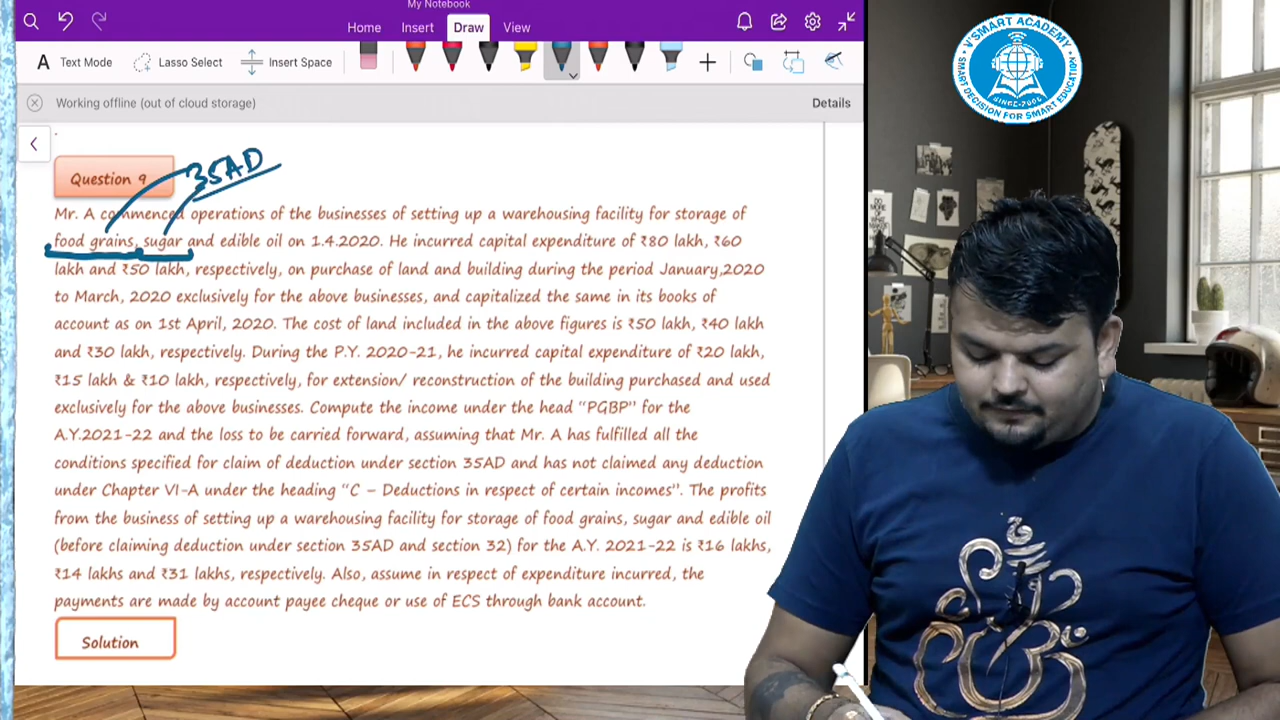 My Notebook
Home Insert Draw View
A Text Mode Lasso Select Insert Space
Working offline (out of cloud storage) Details
Question 9
35AD
Mr. A commenced operations of the businesses of setting up a warehousing facility for storage of
food grains, sugar and edible oil on 1.4.2020. He incurred capital expenditure of ₹80 lakh, ₹60
lakh and ₹50 lakh, respectively, on purchase of land and building during the period January,2020
to March, 2020 exclusively for the above businesses, and capitalized the same in its books of
account as on 1st April, 2020. The cost of land included in the above figures is ₹50 lakh, ₹40 lakh
and ₹30 lakh, respectively. During the P.Y. 2020-21, he incurred capital expenditure of ₹20 lakh,
₹15 lakh & ₹10 lakh, respectively, for extension/ reconstruction of the building purchased and used
exclusively for the above businesses. Compute the income under the head “PGBP” for the
A.Y.2021-22 and the loss to be carried forward, assuming that Mr. A has fulfilled all the
conditions specified for claim of deduction under section 35AD and has not claimed any deduction
under Chapter VI-A under the heading “C – Deductions in respect of certain incomes”. The profits
from the business of setting up a warehousing facility for storage of food grains, sugar and edible oil
(before claiming deduction under section 35AD and section 32) for the A.Y. 2021-22 is ₹16 lakhs,
₹14 lakhs and ₹31 lakhs, respectively. Also, assume in respect of expenditure incurred, the
payments are made by account payee cheque or use of ECS through bank account.
Solution
V'SMART ACADEMY
SMART DECISION FOR SMART EDUCATION